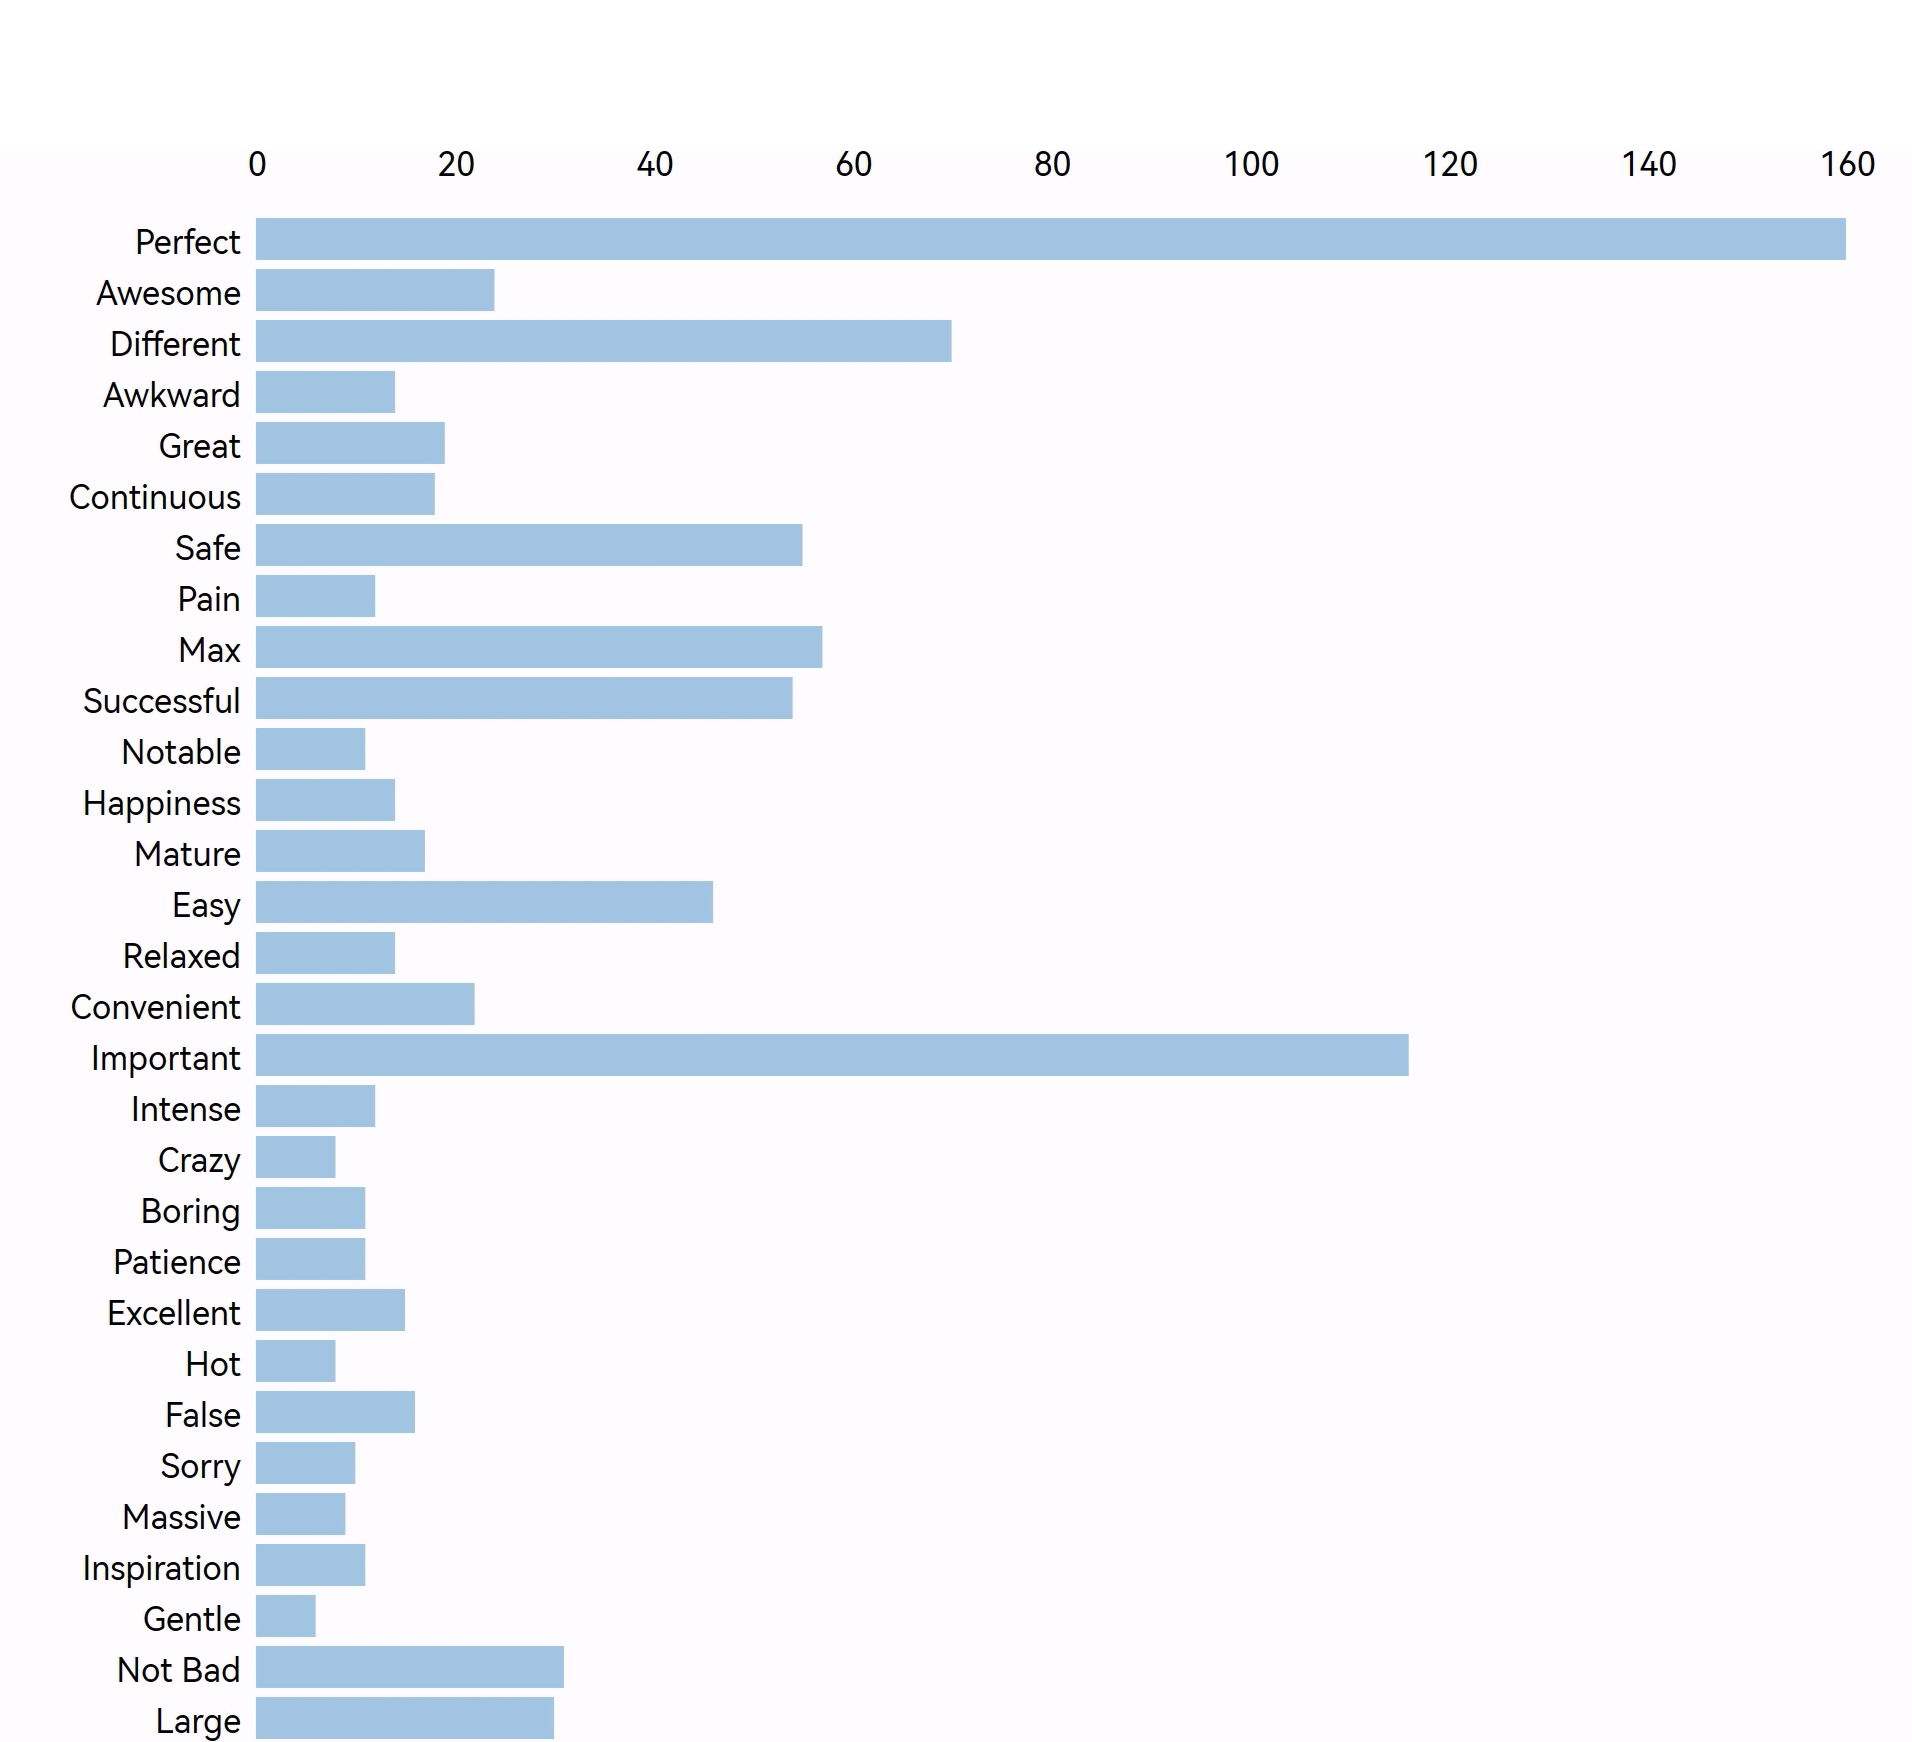 0 20 40 60 80 100 120 140 160
Perfect
Awesome
Different
Awkward
Great
Continuous
Safe
Pain
Max
Successful
Notable
Happiness
Mature
Easy
Relaxed
Convenient
Important
Intense
Crazy
Boring
Patience
Excellent
Hot
False
Sorry
Massive
Inspiration
Gentle
Not Bad
Large